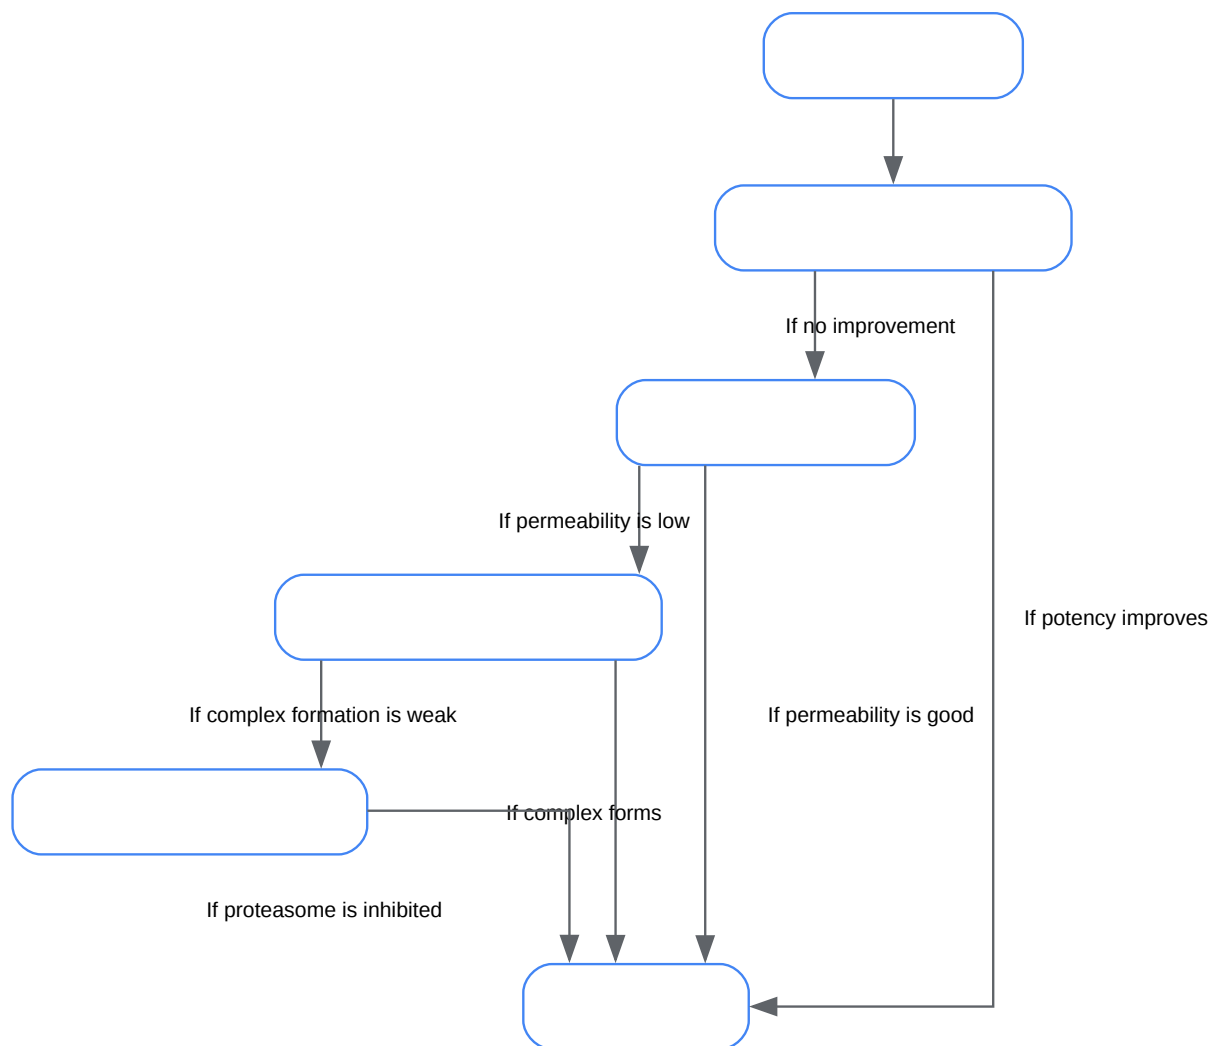 If no improvement
If permeability is low
If potency improves
If complex formation is weak
If permeability is good
If complex forms
If proteasome is inhibited